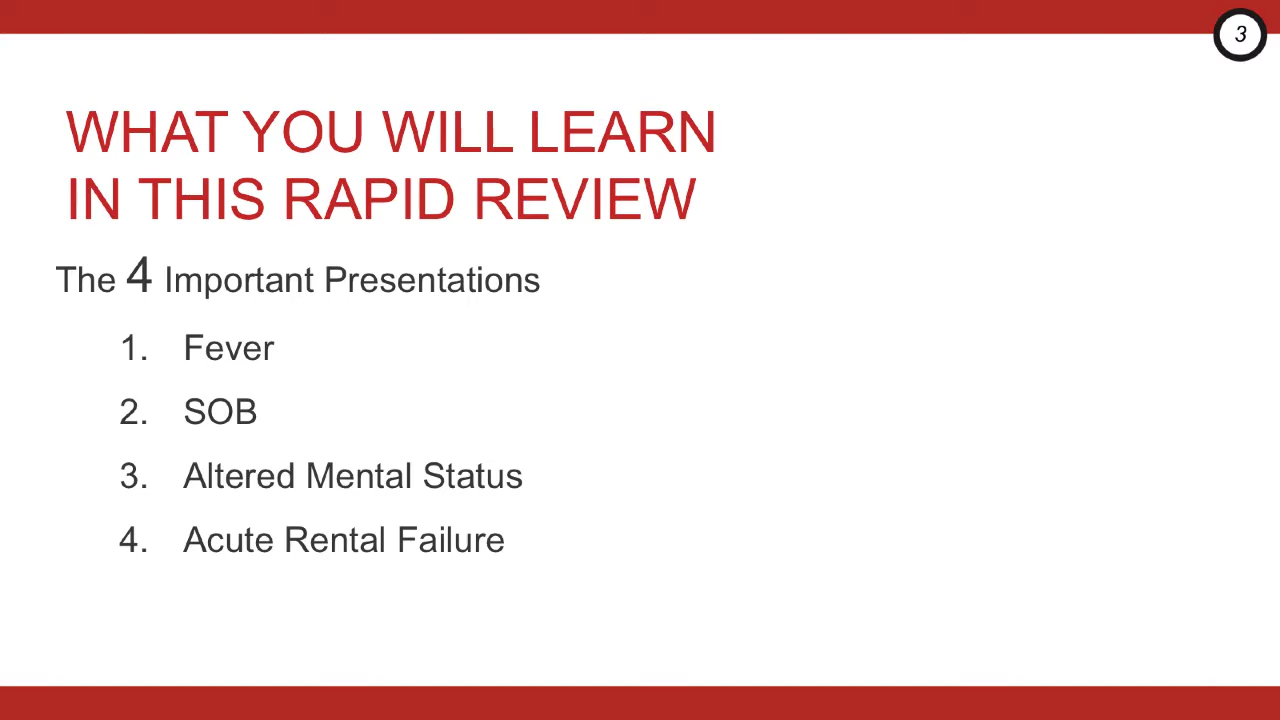 3
WHAT YOU WILL LEARN
IN THIS RAPID REVIEW
The 4 Important Presentations
1. Fever
2. SOB
3. Altered Mental Status
4. Acute Rental Failure